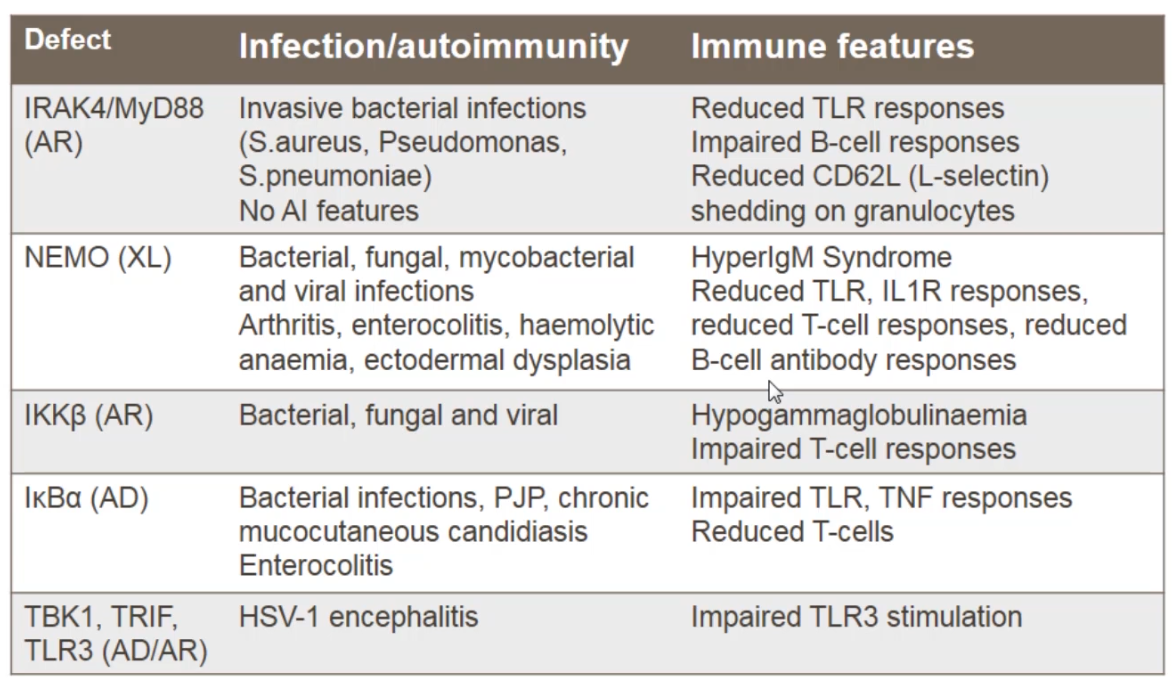 Defect
Infection/autoimmunity
Immune features
IRAK4/MyD88
(AR)
Invasive bacterial infections
(S.aureus, Pseudomonas,
S.pneumoniae)
No AI features
Reduced TLR responses
Impaired B-cell responses
Reduced CD62L (L-selectin)
shedding on granulocytes
NEMO (XL)
Bacterial, fungal, mycobacterial
and viral infections
Arthritis, enterocolitis, haemolytic
anaemia, ectodermal dysplasia
HyperIgM Syndrome
Reduced TLR, IL1R responses,
reduced T-cell responses, reduced
B-cell antibody responses
IKKβ (AR)
Bacterial, fungal and viral
Hypogammaglobulinaemia
Impaired T-cell responses
IκBα (AD)
Bacterial infections, PJP, chronic
mucocutaneous candidiasis
Enterocolitis
Impaired TLR, TNF responses
Reduced T-cells
TBK1, TRIF,
TLR3 (AD/AR)
HSV-1 encephalitis
Impaired TLR3 stimulation